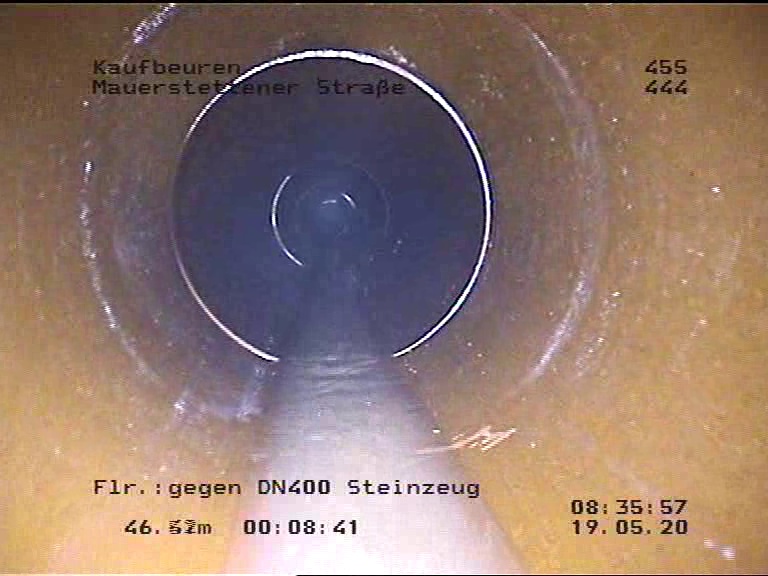 Kaufbeuren 455
Mauerstettener Straße 444
Flr.:gegen DN400 Steinzeug
08:35:57
00:08:41 19.05.20